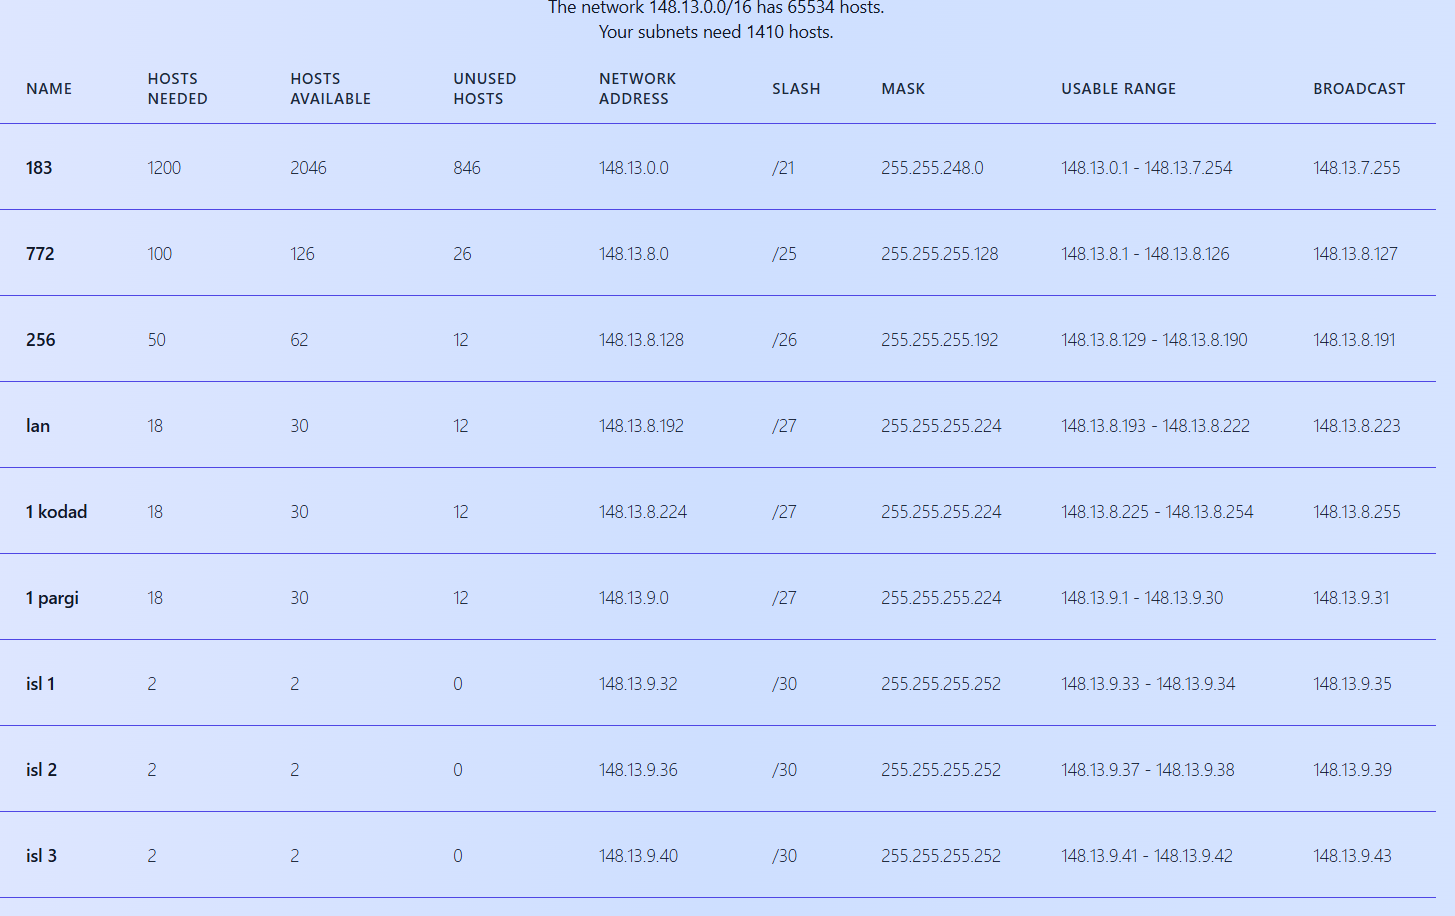 The network 148.13.0.0/16 has 65534 hosts.
Your subnets need 1410 hosts.
NAME HOSTS NEEDED HOSTS AVAILABLE UNUSED HOSTS NETWORK ADDRESS SLASH MASK USABLE RANGE BROADCAST
183 1200 2046 846 148.13.0.0 /21 255.255.248.0 148.13.0.1 - 148.13.7.254 148.13.7.255
772 100 126 26 148.13.8.0 /25 255.255.255.128 148.13.8.1 - 148.13.8.126 148.13.8.127
256 50 62 12 148.13.8.128 /26 255.255.255.192 148.13.8.129 - 148.13.8.190 148.13.8.191
lan 18 30 12 148.13.8.192 /27 255.255.255.224 148.13.8.193 - 148.13.8.222 148.13.8.223
1 kodad 18 30 12 148.13.8.224 /27 255.255.255.224 148.13.8.225 - 148.13.8.254 148.13.8.255
1 pargi 18 30 12 148.13.9.0 /27 255.255.255.224 148.13.9.1 - 148.13.9.30 148.13.9.31
isl 1 2 2 0 148.13.9.32 /30 255.255.255.252 148.13.9.33 - 148.13.9.34 148.13.9.35
isl 2 2 2 0 148.13.9.36 /30 255.255.255.252 148.13.9.37 - 148.13.9.38 148.13.9.39
isl 3 2 2 0 148.13.9.40 /30 255.255.255.252 148.13.9.41 - 148.13.9.42 148.13.9.43